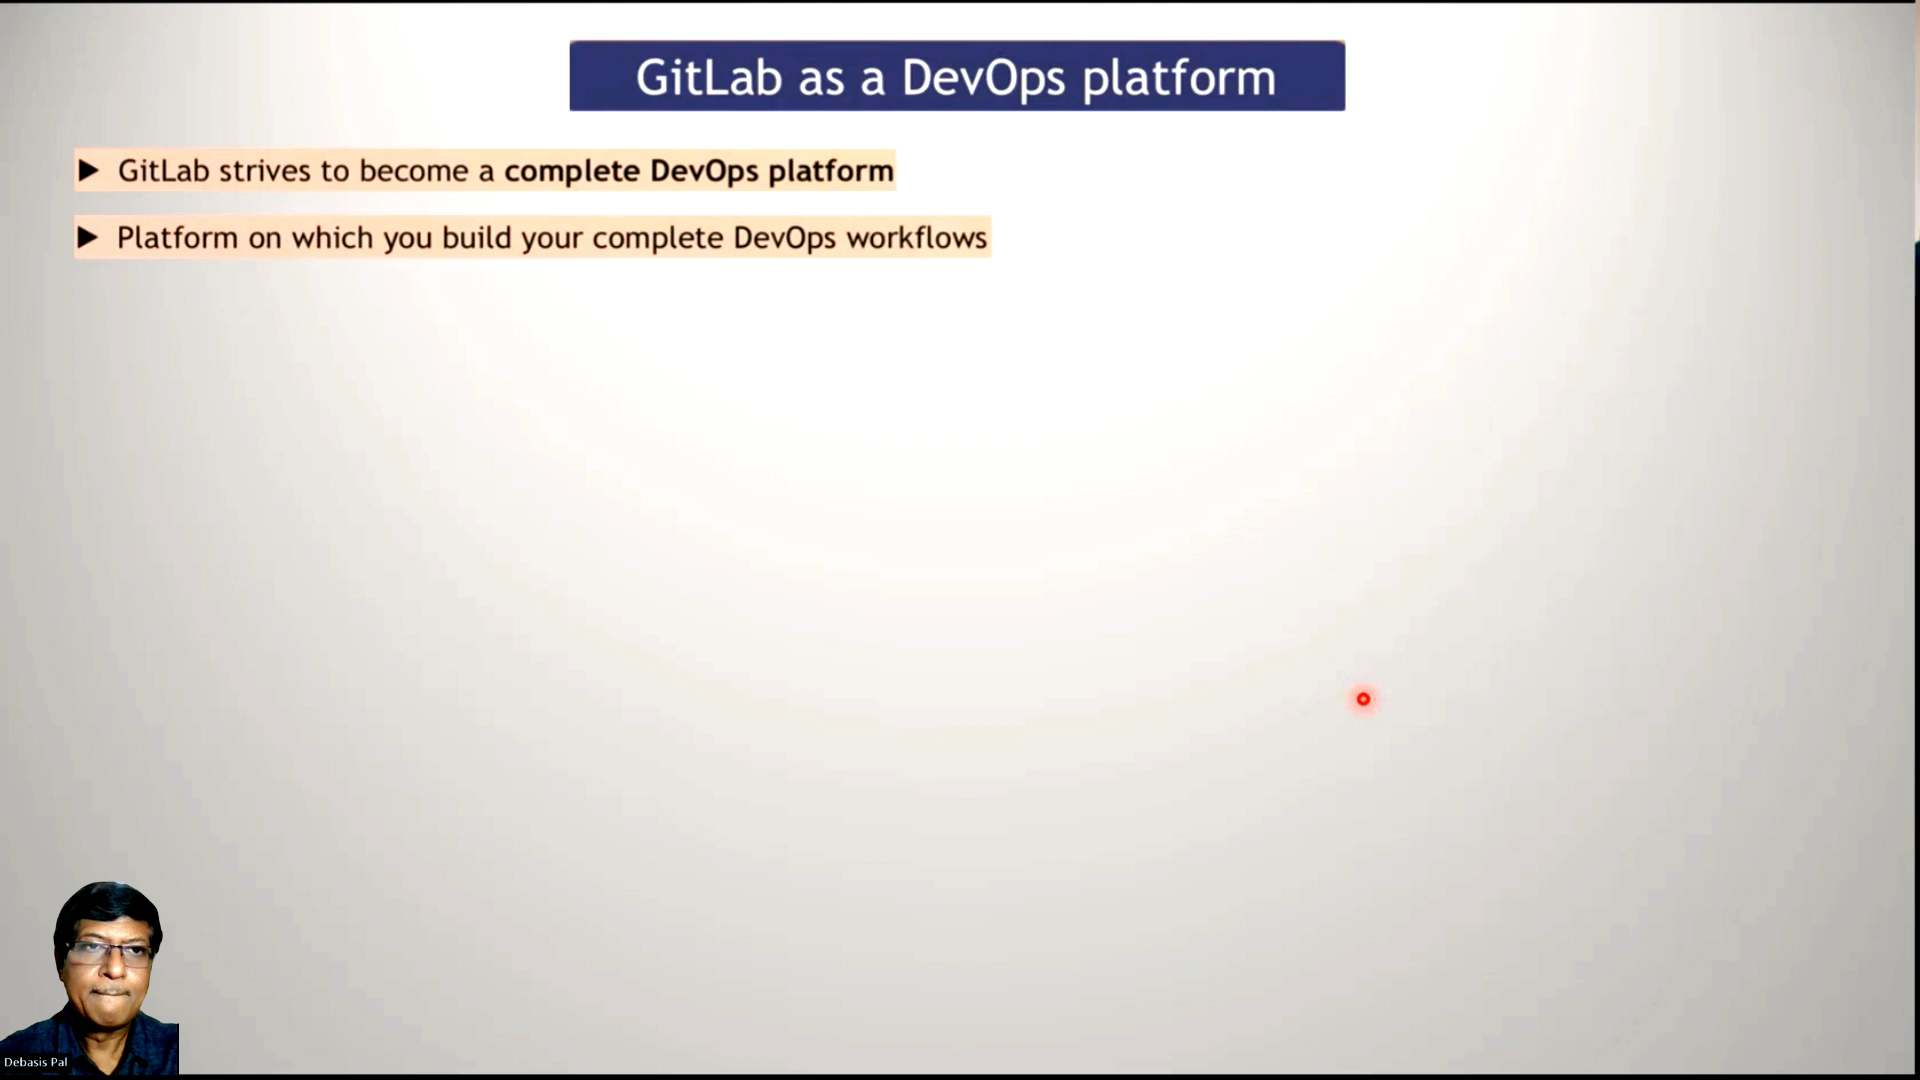 GitLab as a DevOps platform
► GitLab strives to become a complete DevOps platform
► Platform on which you build your complete DevOps workflows
Debasis Pal